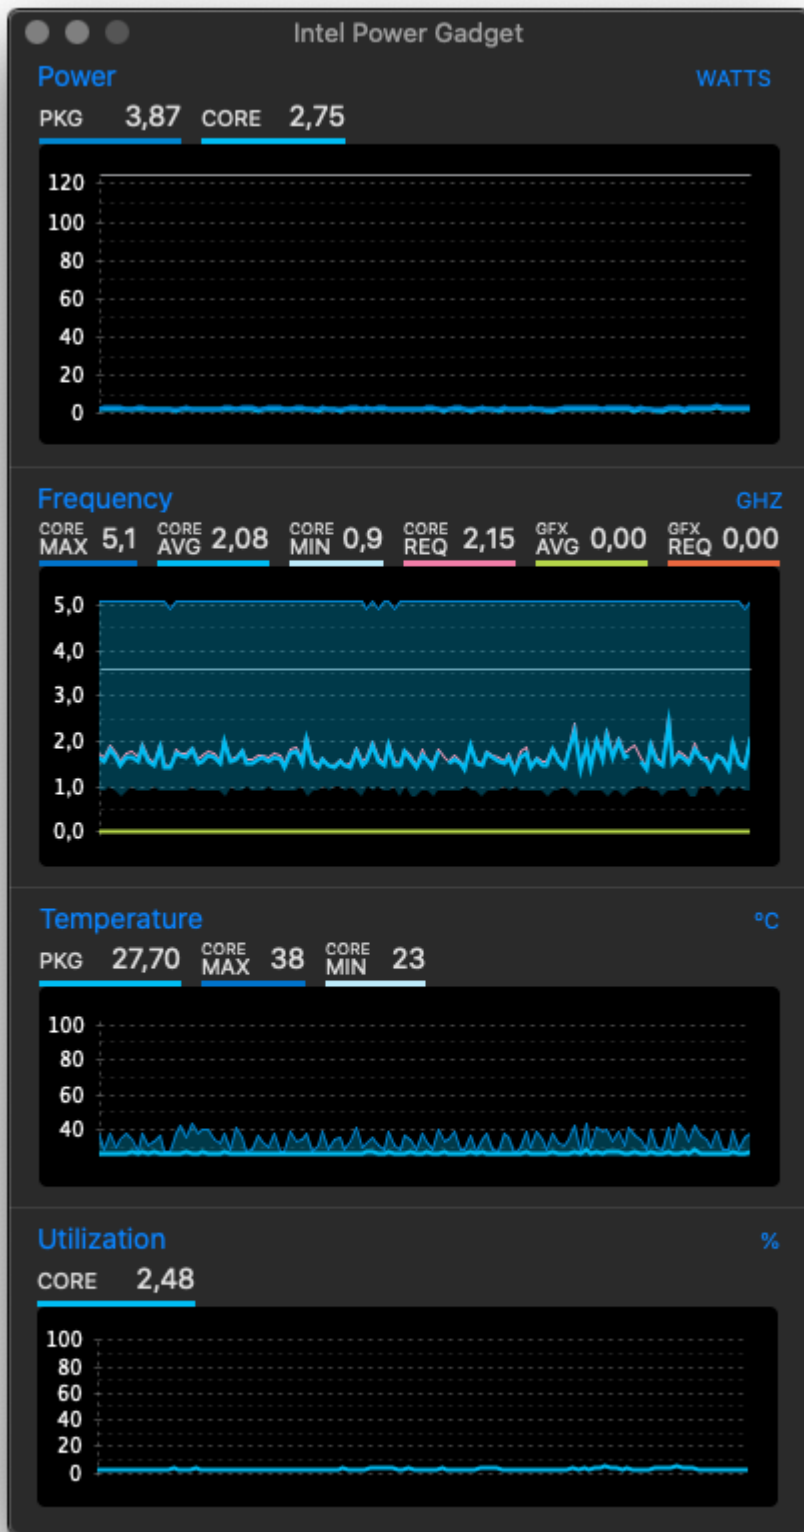 Intel Power Gadget
Power WATTS
PKG 3,87 CORE 2,75
120
100
80
60
40
20
0
Frequency GHZ
CORE MAX 5,1 CORE AVG 2,08 CORE MIN 0,9 CORE REQ 2,15 GFX AVG 0,00 GFX REQ 0,00
5,0
4,0
3,0
2,0
1,0
0,0
Temperature ºC
PKG 27,70 CORE MAX 38 CORE MIN 23
100
80
60
40
Utilization %
CORE 2,48
100
80
60
40
20
0